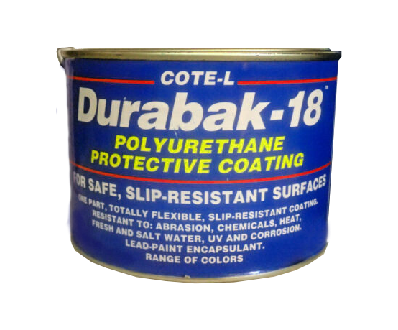 COTE-L
Durabak-18™
POLYURETHANE
PROTECTIVE COATING
FOR SAFE, SLIP-RESISTANT SURFACES
ONE PART, TOTALLY FLEXIBLE, SLIP-RESISTANT COATING.
RESISTANT TO: ABRASION, CHEMICALS, HEAT,
FRESH AND SALT WATER, UV AND CORROSION.
LEAD-PAINT ENCAPSULANT.
RANGE OF COLORS